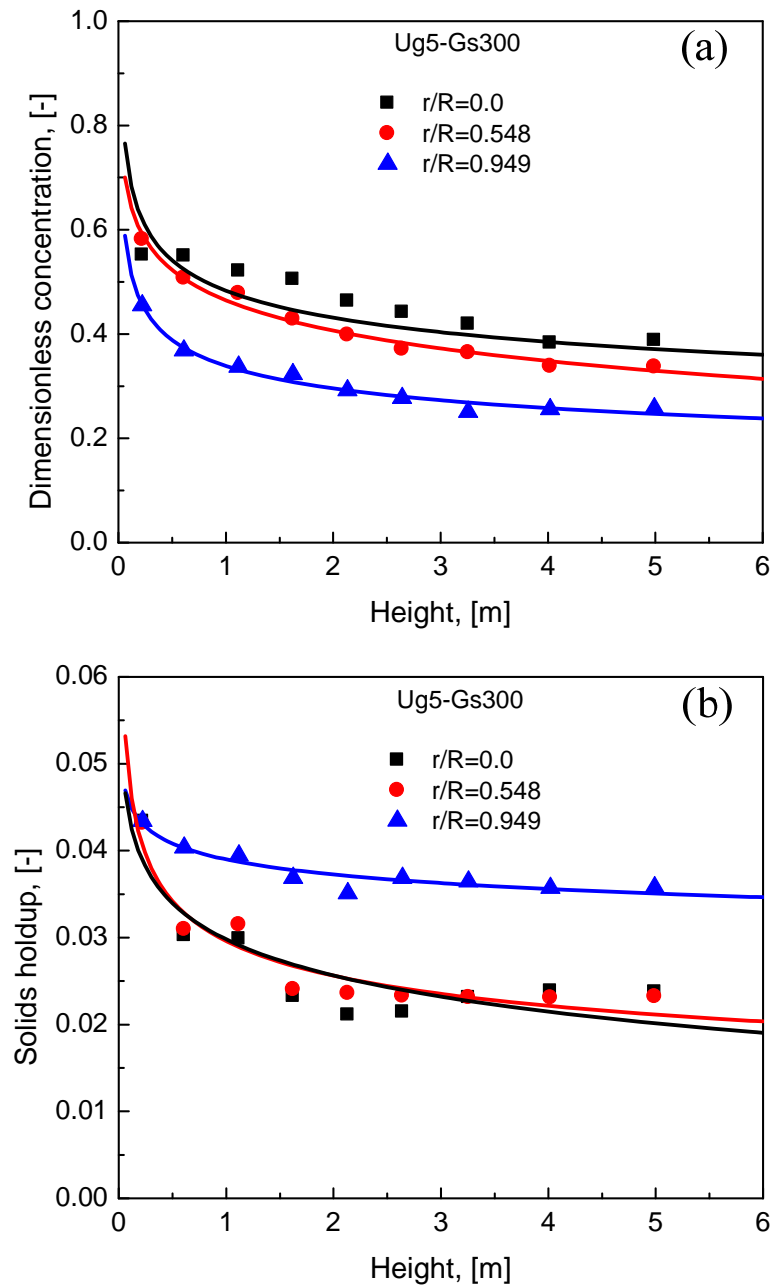 1.0
0.8
0.6
0.4
0.2
0.0
Dimensionless concentration, [-]
Ug5-Gs300
(a)
r/R=0.0
r/R=0.548
r/R=0.949
0 1 2 3 4 5 6
Height, [m]
0.06
0.05
0.04
0.03
0.02
0.01
0.00
Solids holdup, [-]
Ug5-Gs300
(b)
r/R=0.0
r/R=0.548
r/R=0.949
0 1 2 3 4 5 6
Height, [m]